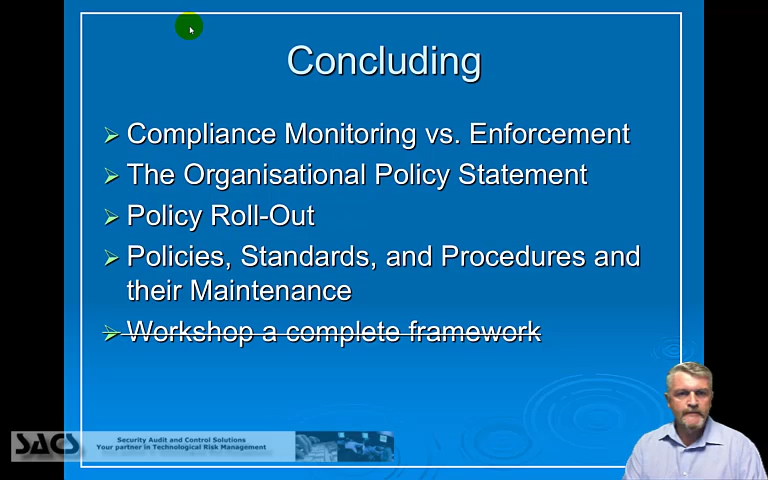 Concluding
Compliance Monitoring vs. Enforcement
The Organisational Policy Statement
Policy Roll-Out
Policies, Standards, and Procedures and
their Maintenance
Workshop a complete framework
SACS
Security Audit and Control Solutions
Your partner in Technological Risk Management